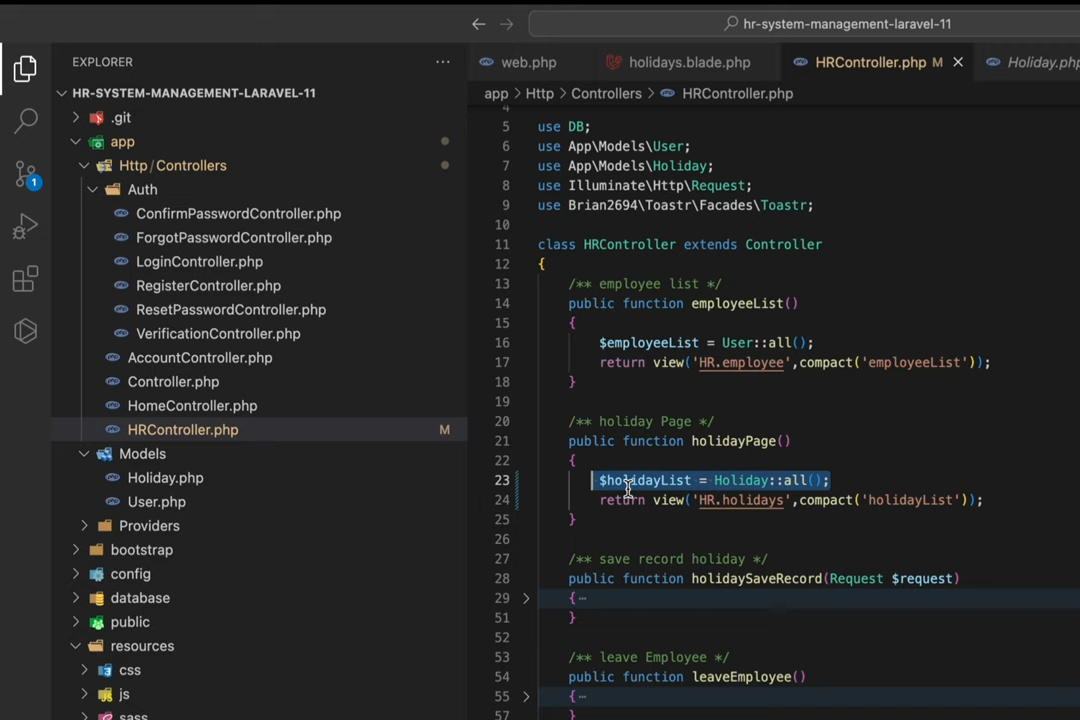 hr-system-management-laravel-11
EXPLORER
web.php
holidays.blade.php
HRController.php M
Holiday.php
HR-SYSTEM-MANAGEMENT-LARAVEL-11
app > Http > Controllers > HRController.php
.git
app
Http / Controllers
Auth
ConfirmPasswordController.php
ForgotPasswordController.php
LoginController.php
RegisterController.php
ResetPasswordController.php
VerificationController.php
AccountController.php
Controller.php
HomeController.php
HRController.php M
Models
Holiday.php
User.php
Providers
bootstrap
config
database
public
resources
css
js
sass
1
4
5 use DB;
6 use App\Models\User;
7 use App\Models\Holiday;
8 use Illuminate\Http\Request;
9 use Brian2694\Toastr\Facades\Toastr;
10
11 class HRController extends Controller
12 {
13 /** employee list */
14 public function employeeList()
15 {
16 $employeeList = User::all();
17 return view('HR.employee',compact('employeeList'));
18 }
19
20 /** holiday Page */
21 public function holidayPage()
22 {
23 $holidayList = Holiday::all();
24 return view('HR.holidays',compact('holidayList'));
25 }
26
27 /** save record holiday */
28 public function holidaySaveRecord(Request $request)
29 { ⋯
51 }
52
53 /** leave Employee */
54 public function leaveEmployee()
55 { ⋯
57 }